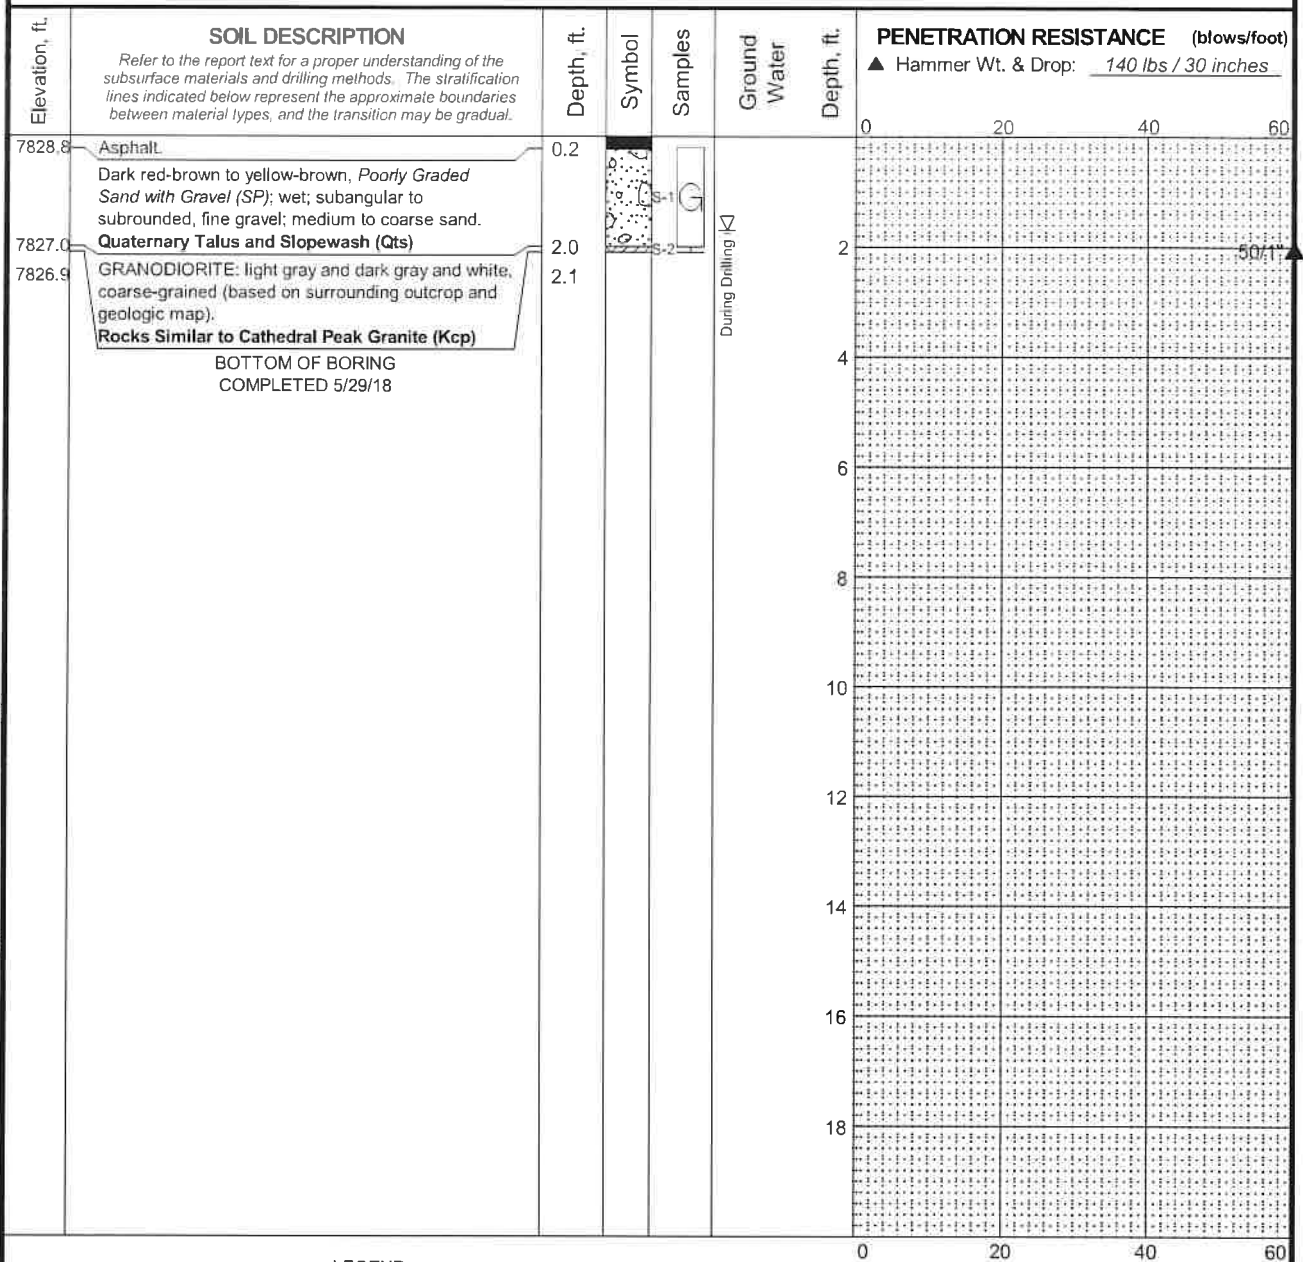 Elevation, ft.
SOIL DESCRIPTION
Refer to the report text for a proper understanding of the
subsurface materials and drilling methods. The stratification
lines indicated below represent the approximate boundaries
between material types, and the transition may be gradual.
Depth, ft.
Symbol
Samples
Ground
Water
Depth, ft.
PENETRATION RESISTANCE (blows/foot)
▲ Hammer Wt. & Drop: 140 lbs / 30 inches
0 20 40 60
7828.8 Asphalt. 0.2
Dark red-brown to yellow-brown, Poorly Graded
Sand with Gravel (SP); wet; subangular to
subrounded, fine gravel; medium to coarse sand.
Quaternary Talus and Slopewash (Qts)
7827.0 2.0
GRANODIORITE: light gray and dark gray and white,
coarse-grained (based on surrounding outcrop and
geologic map).
Rocks Similar to Cathedral Peak Granite (Kcp)
7826.9 2.1
BOTTOM OF BORING
COMPLETED 5/29/18
S-1
G
S-2
During Drilling
2
50/1"
4
6
8
10
12
14
16
18
0 20 40 60